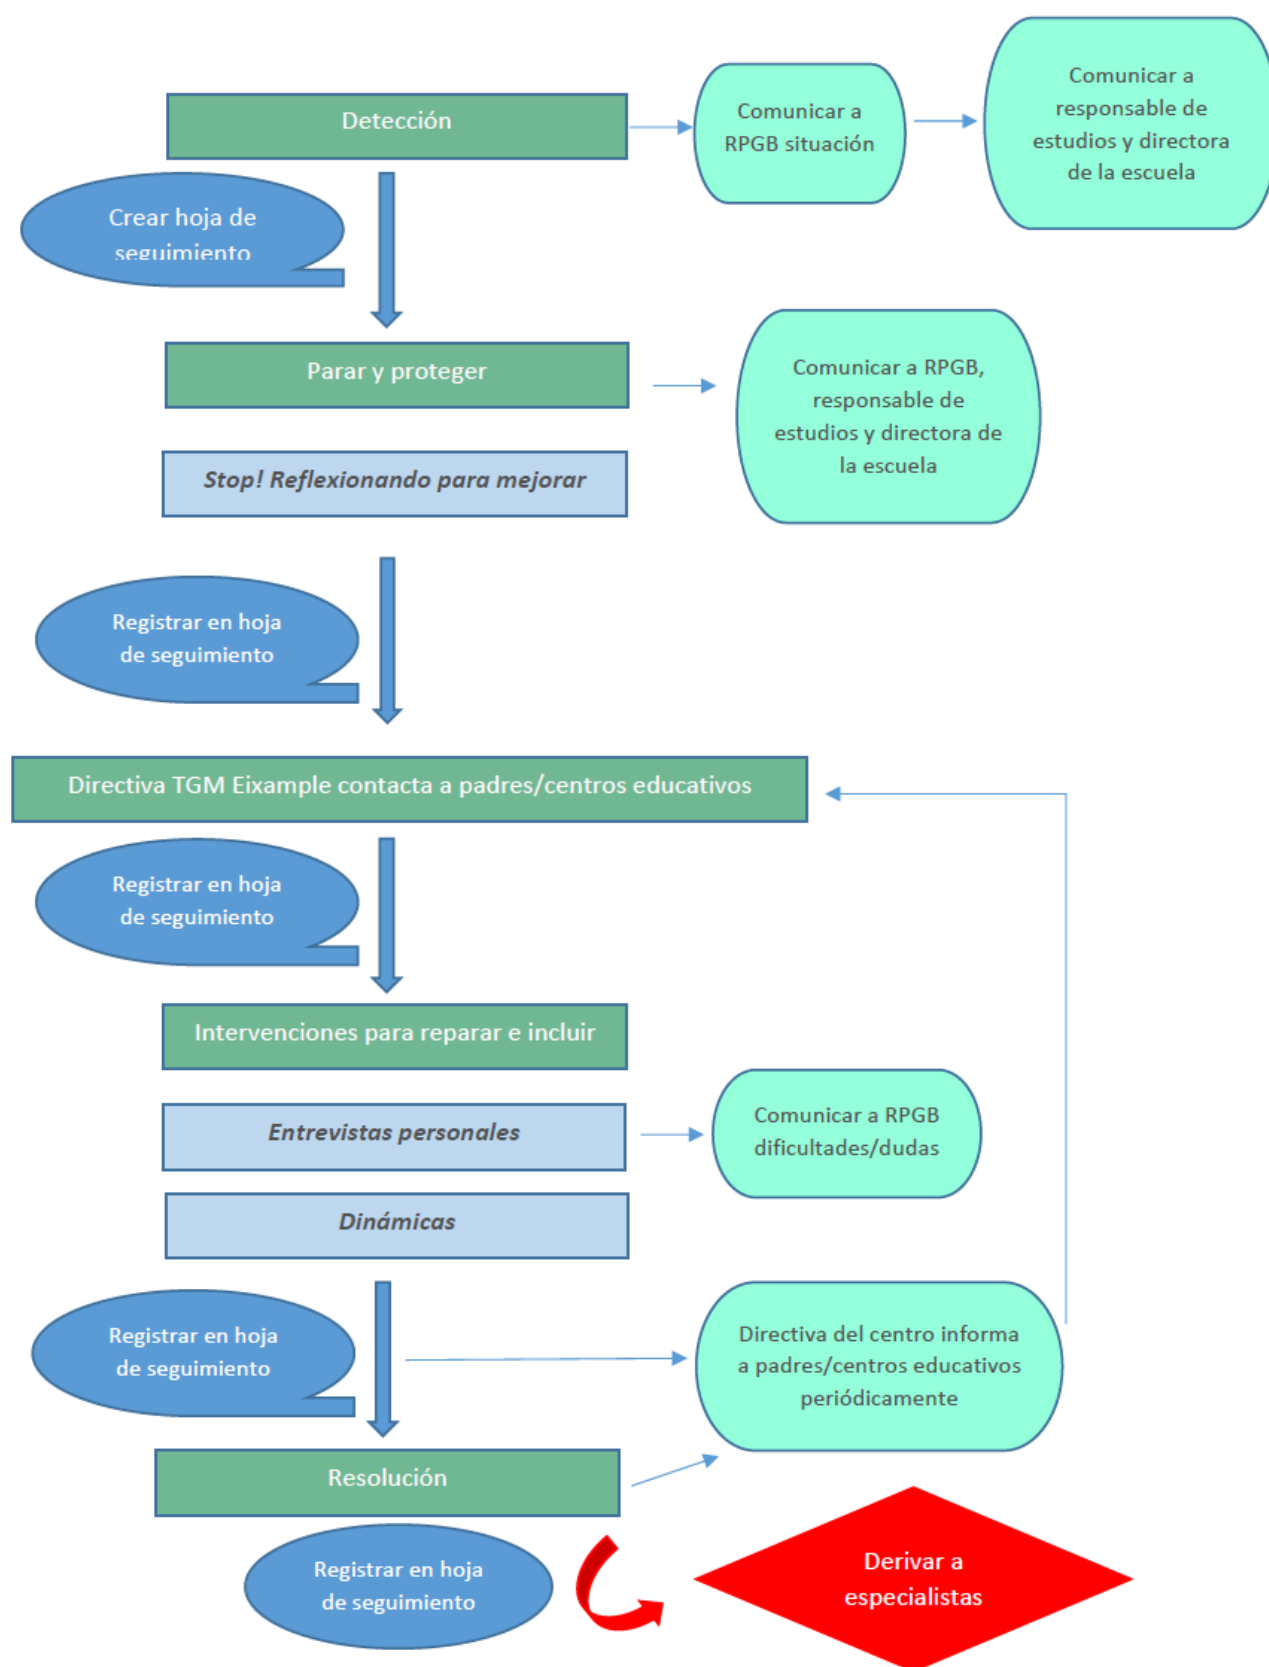 Detección
Comunicar a
RPGB situación
Comunicar a
responsable de
estudios y directora
de la escuela
Crear hoja de
seguimiento
Parar y proteger
Comunicar a RPGB,
responsable de
estudios y directora de
la escuela
Stop! Reflexionando para mejorar
Registrar en hoja
de seguimiento
Directiva TGM Eixample contacta a padres/centros educativos
Registrar en hoja
de seguimiento
Intervenciones para reparar e incluir
Entrevistas personales
Comunicar a RPGB
dificultades/dudas
Dinámicas
Registrar en hoja
de seguimiento
Directiva del centro informa
a padres/centros educativos
periódicamente
Resolución
Registrar en hoja
de seguimiento
Derivar a
especialistas